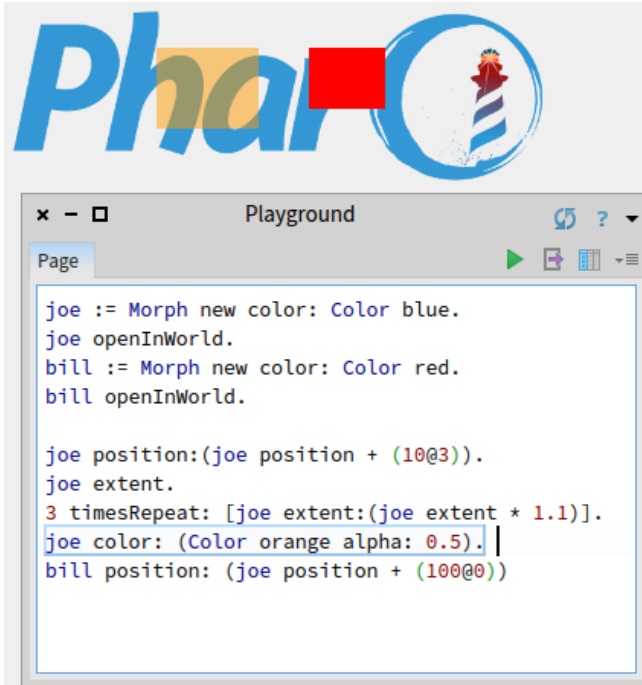 Pharo
Playground
?
Page
joe := Morph new color: Color blue.
joe openInWorld.
bill := Morph new color: Color red.
bill openInWorld.
joe position:(joe position + (10@3)).
joe extent.
3 timesRepeat: [joe extent:(joe extent * 1.1)].
joe color: (Color orange alpha: 0.5).
bill position: (joe position + (100@0))